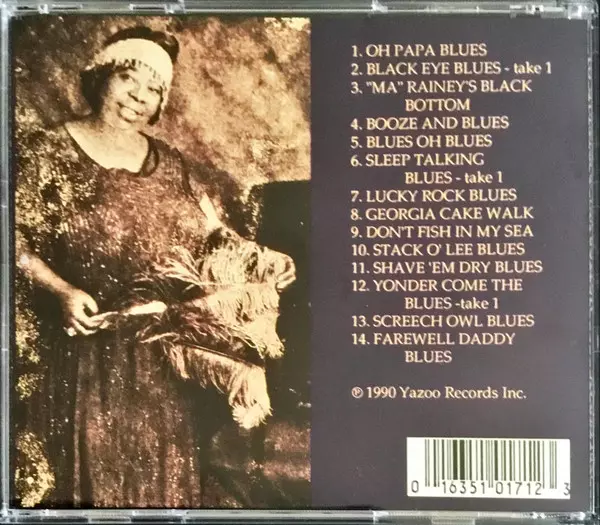 1. OH PAPA BLUES
2. BLACK EYE BLUES - take 1
3. "MA" RAINEY'S BLACK
BOTTOM
4. BOOZE AND BLUES
5. BLUES OH BLUES
6. SLEEP TALKING
BLUES - take 1
7. LUCKY ROCK BLUES
8. GEORGIA CAKE WALK
9. DON'T FISH IN MY SEA
10. STACK O' LEE BLUES
11. SHAVE 'EM DRY BLUES
12. YONDER COME THE
BLUES -take 1
13. SCREECH OWL BLUES
14. FAREWELL DADDY
BLUES
℗ 1990 Yazoo Records Inc.
0 16351 01712 3